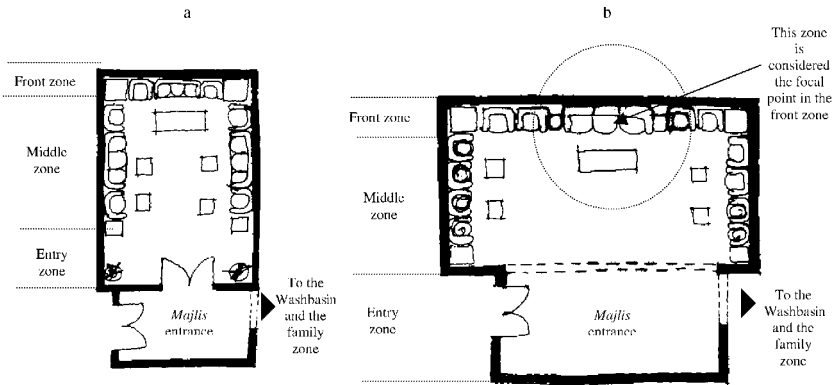 a
Front zone
Middle
zone
Entry
zone
Majlis
entrance
To the
Washbasin
and the
family
zone
b
This zone
is
considered
the focal
point in the
front zone
Front zone
Middle
zone
Entry
zone
Majlis
entrance
To the
Washbasin
and the
family
zone